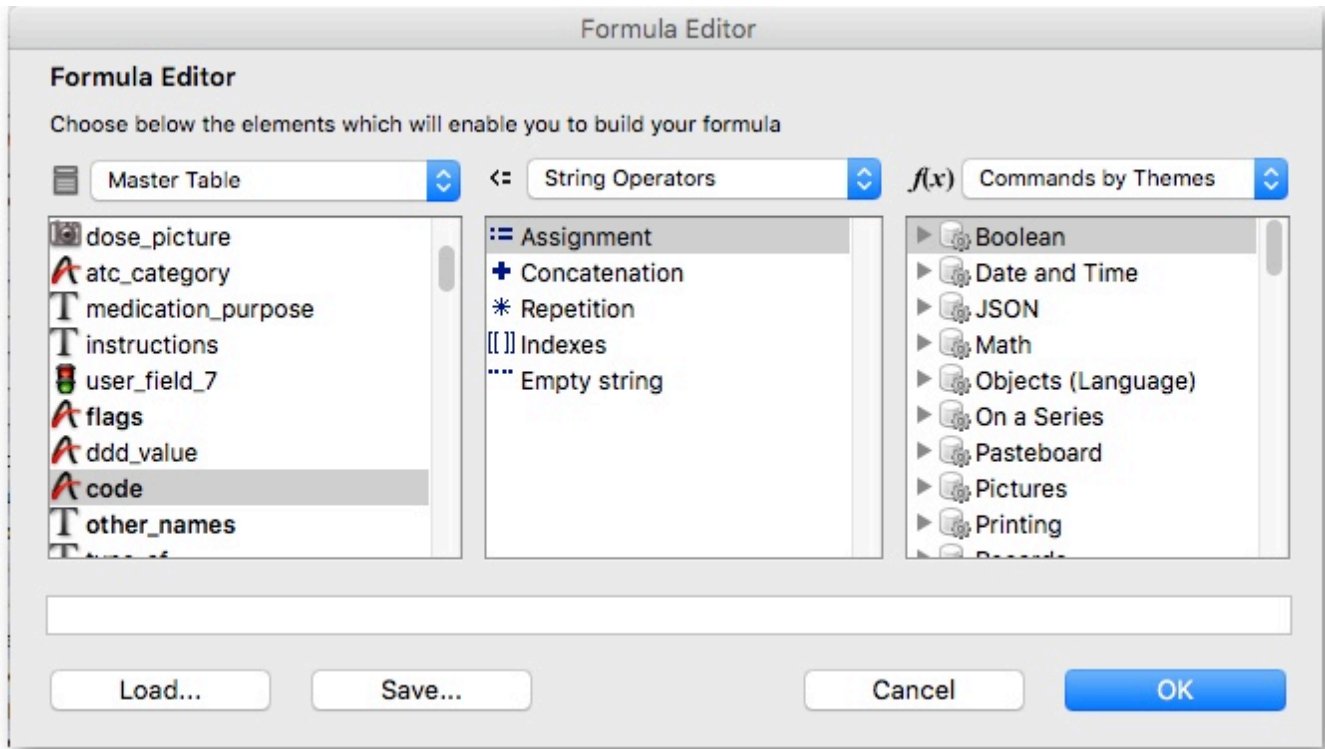 Formula Editor
Formula Editor
Choose below the elements which will enable you to build your formula
Master Table
<= String Operators
f(x) Commands by Themes
dose_picture
atc_category
medication_purpose
instructions
user_field_7
flags
ddd_value
code
other_names
:= Assignment
+ Concatenation
* Repetition
[[ ]] Indexes
"" Empty string
Boolean
Date and Time
JSON
Math
Objects (Language)
On a Series
Pasteboard
Pictures
Printing
Load...
Save...
Cancel
OK